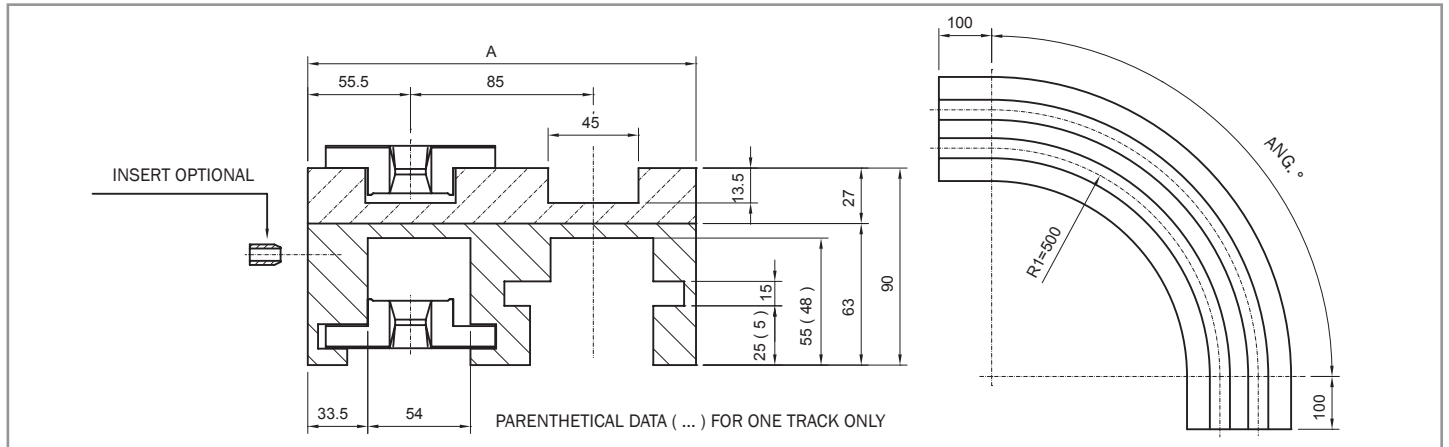 A
55.5
85
45
INSERT OPTIONAL
13.5
27
15
25 ( 5 )
55 ( 48 )
63
90
33.5
54
PARENTHETICAL DATA ( ... ) FOR ONE TRACK ONLY
100
ANG. °
R1=500
100